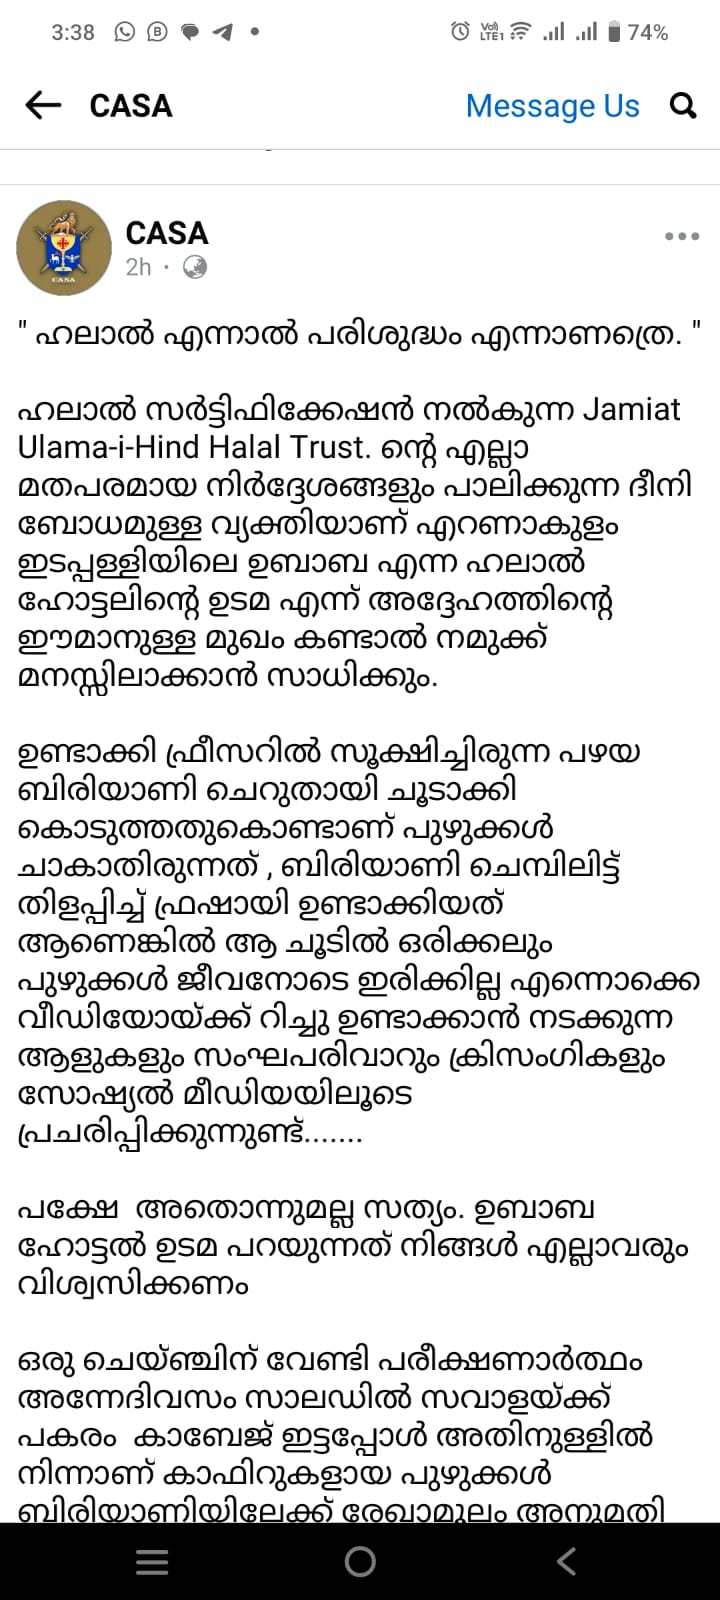 3:38
Vo) LTE1 74%
CASA Message Us
CASA
CASA
2h
" ഹലാൽ എന്നാൽ പരിശുദ്ധം എന്നാണത്രെ. "
ഹലാൽ സർട്ടിഫിക്കേഷൻ നൽകുന്ന Jamiat
Ulama-i-Hind Halal Trust. ന്റെ എല്ലാ
മതപരമായ നിർദ്ദേശങ്ങളും പാലിക്കുന്ന ദീനി
ബോധമുള്ള വ്യക്തിയാണ് എറണാകുളം
ഇടപ്പള്ളിയിലെ ഉബാബ എന്ന ഹലാൽ
ഹോട്ടലിന്റെ ഉടമ എന്ന് അദ്ദേഹത്തിന്റെ
ഈമാനുള്ള മുഖം കണ്ടാൽ നമുക്ക്
മനസ്സിലാക്കാൻ സാധിക്കും.
ഉണ്ടാക്കി ഫ്രീസറിൽ സൂക്ഷിച്ചിരുന്ന പഴയ
ബിരിയാണി ചെറുതായി ചൂടാക്കി
കൊടുത്തതുകൊണ്ടാണ് പുഴുക്കൾ
ചാകാതിരുന്നത് , ബിരിയാണി ചെമ്പിലിട്ട്
തിളപ്പിച്ച് ഫ്രഷായി ഉണ്ടാക്കിയത്
ആണെങ്കിൽ ആ ചൂടിൽ ഒരിക്കലും
പുഴുക്കൾ ജീവനോടെ ഇരിക്കില്ല എന്നൊക്കെ
വീഡിയോയ്ക്ക് റിച്ചു ഉണ്ടാക്കാൻ നടക്കുന്ന
ആളുകളും സംഘപരിവാറും ക്രിസംഗികളും
സോഷ്യൽ മീഡിയയിലൂടെ
പ്രചരിപ്പിക്കുന്നുണ്ട്.......
പക്ഷേ അതൊന്നുമല്ല സത്യം. ഉബാബ
ഹോട്ടൽ ഉടമ പറയുന്നത് നിങ്ങൾ എല്ലാവരും
വിശ്വസിക്കണം
ഒരു ചെയ്ഞ്ചിന് വേണ്ടി പരീക്ഷണാർത്ഥം
അന്നേദിവസം സാലഡിൽ സവാളയ്ക്ക്
പകരം കാബേജ് ഇട്ടപ്പോൾ അതിനുള്ളിൽ
നിന്നാണ് കാഫിറുകളായ പുഴുക്കൾ
ബിരിയാണിയിലേക്ക് രേഖാമൂലം അനുമതി